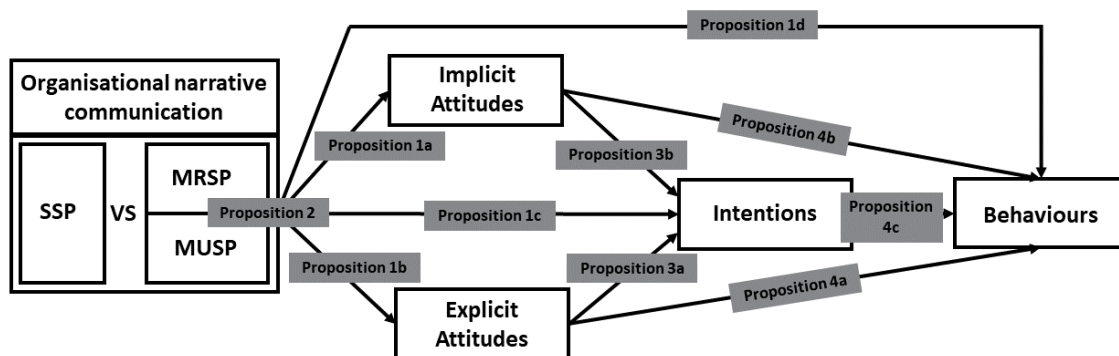 Proposition 1d
Organisational narrative
communication
Implicit
Attitudes
Proposition 1a
Proposition 4b
Proposition 3b
SSP
VS
MRSP
MUSP
Proposition 2
Proposition 1c
Intentions
Proposition
4c
Behaviours
Proposition 1b
Proposition 3a
Proposition 4a
Explicit
Attitudes